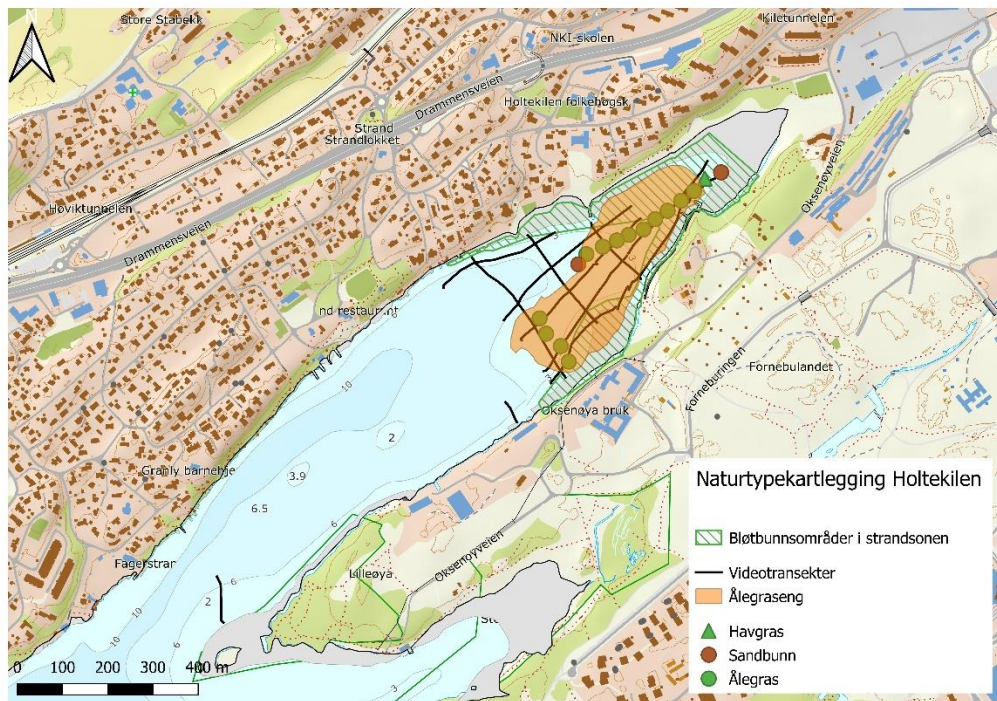 Store Stabekk
Kiletunnelen
NKI-skolen
Drammensveien
Holtekilen folkehøgsk
Strand
Strandlokket
Oksenøyveien
Høviktunnelen
Drammensveien
nd restaurant
10
Forneburingen
Fornebulandet
Oksenøya bruk
2
Granly barnehje
3.9
6.5
6
Oksenøyveien
Lilleøya
Fagerstran
6
2
10
6
3
0 100 200 300 400 m
Naturtypekartlegging Holtekilen
Bløtbunnsområder i strandsonen
Videotransekter
Ålegraseng
Havgras
Sandbunn
Ålegras